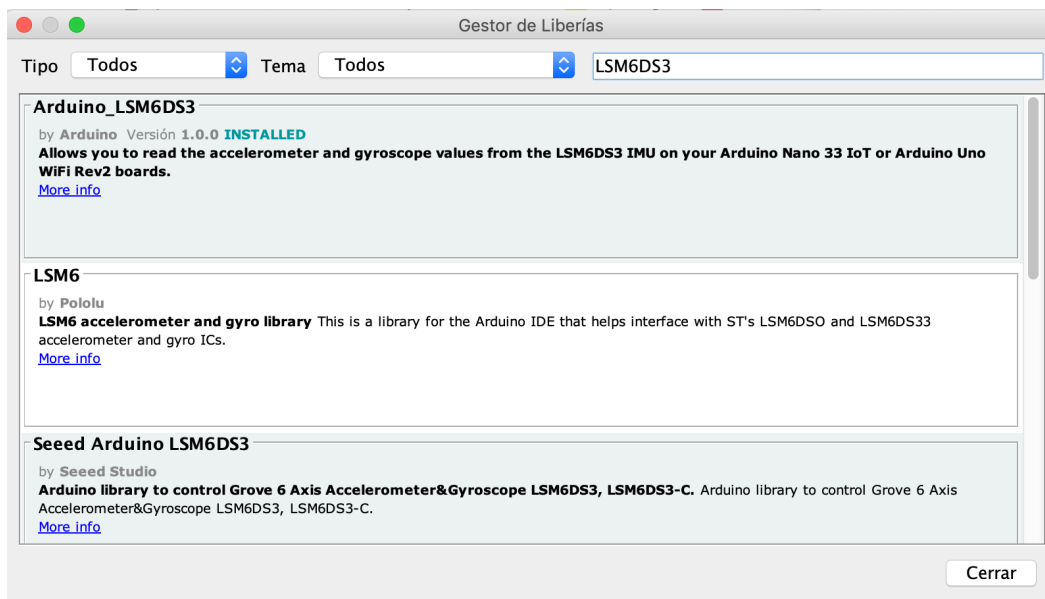 Gestor de Liberías
Tipo Todos Tema Todos LSM6DS3
Arduino_LSM6DS3
by Arduino Versión 1.0.0 INSTALLED
Allows you to read the accelerometer and gyroscope values from the LSM6DS3 IMU on your Arduino Nano 33 IoT or Arduino Uno
WiFi Rev2 boards.
More info
LSM6
by Pololu
LSM6 accelerometer and gyro library This is a library for the Arduino IDE that helps interface with ST's LSM6DSO and LSM6DS33
accelerometer and gyro ICs.
More info
Seeed Arduino LSM6DS3
by Seeed Studio
Arduino library to control Grove 6 Axis Accelerometer&Gyroscope LSM6DS3, LSM6DS3-C. Arduino library to control Grove 6 Axis
Accelerometer&Gyroscope LSM6DS3, LSM6DS3-C.
More info
Cerrar